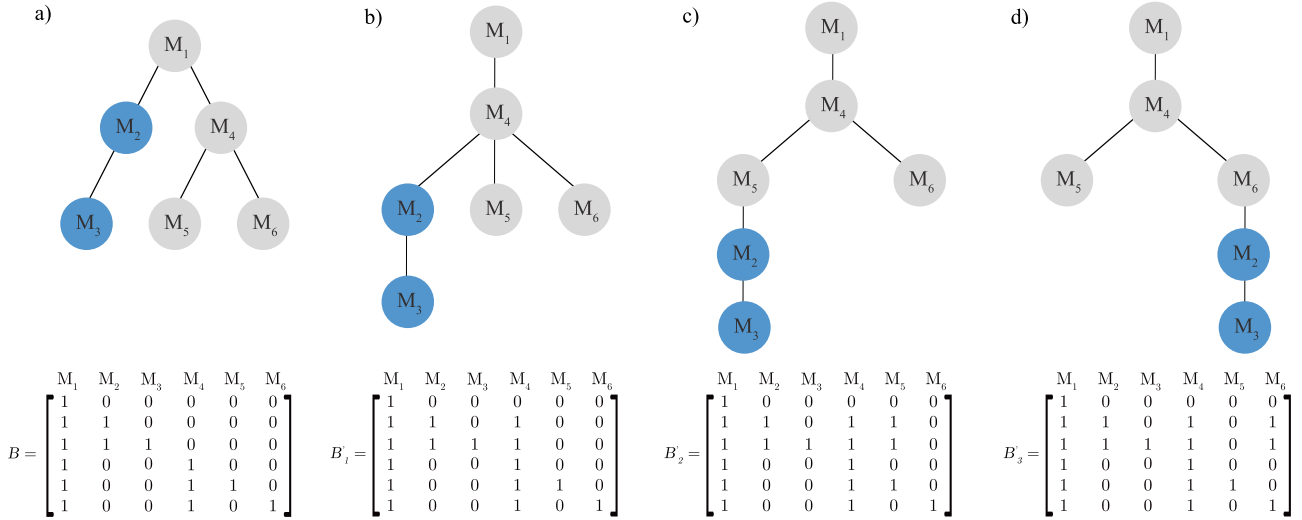 a)
M1
M2
M4
M3
M5
M6
b)
M1
M4
M2
M5
M6
M3
c)
M1
M4
M5
M6
M2
M3
d)
M1
M4
M5
M6
M2
M3
M1 M2 M3 M4 M5 M6
1 0 0 0 0 0
1 1 0 0 0 0
B = 1 1 1 0 0 0
1 0 0 1 0 0
1 0 0 1 1 0
1 0 0 1 0 1
M1 M2 M3 M4 M5 M6
1 0 0 0 0 0
1 1 0 1 0 0
B'1 = 1 1 1 1 0 0
1 0 0 1 0 0
1 0 0 1 1 0
1 0 0 1 0 1
M1 M2 M3 M4 M5 M6
1 0 0 0 0 0
1 1 0 1 1 0
B'2 = 1 1 1 1 1 0
1 0 0 1 0 0
1 0 0 1 1 0
1 0 0 1 0 1
M1 M2 M3 M4 M5 M6
1 0 0 0 0 0
1 1 0 1 0 1
B'3 = 1 1 1 1 0 1
1 0 0 1 0 0
1 0 0 1 1 0
1 0 0 1 0 1